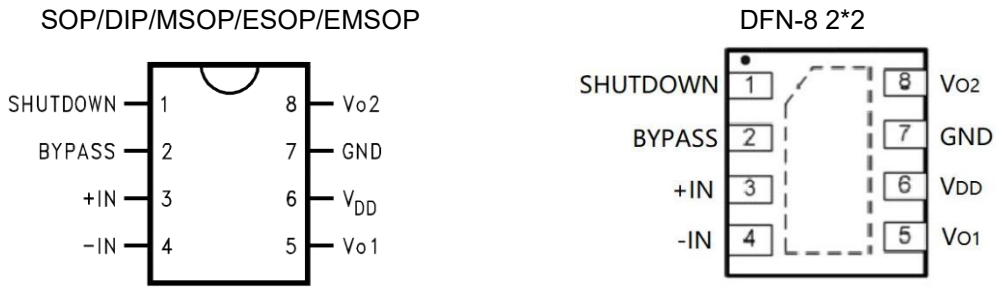 SOP/DIP/MSOP/ESOP/EMSOP
SHUTDOWN 1 8 Vo2
BYPASS 2 7 GND
+IN 3 6 VDD
-IN 4 5 Vo1
DFN-8 2*2
SHUTDOWN 1 8 Vo2
BYPASS 2 7 GND
+IN 3 6 VDD
-IN 4 5 Vo1